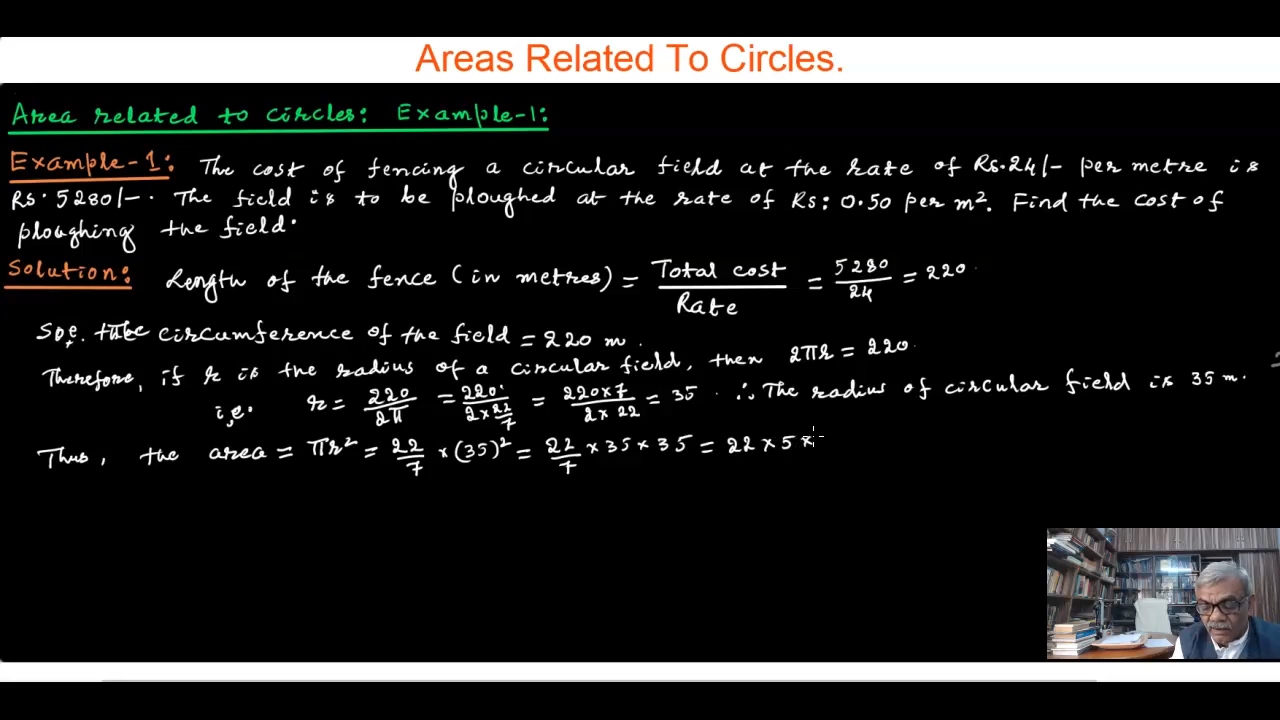 Areas Related To Circles.
Area related to circles: Example-1:
Example-1: The cost of fencing a circular field at the rate of Rs.24/- per metre is
Rs. 5280/-. The field is to be ploughed at the rate of Rs: 0.50 per m². Find the cost of
ploughing the field.
Solution: Length of the fence (in metres) = Total cost / Rate = 5280/24 = 220
circumference of the field = 220 m.
Therefore, if r is the radius of a circular field, then 2πr = 220.
i.e. r = 220/2π = 220/(2 × 22/7) = (220×7)/(2×22) = 35. ∴ The radius of circular field is 35 m.
Thus, the area = πr² = 22/7 × (35)² = 22/7 × 35 × 35 = 22 × 5 ×